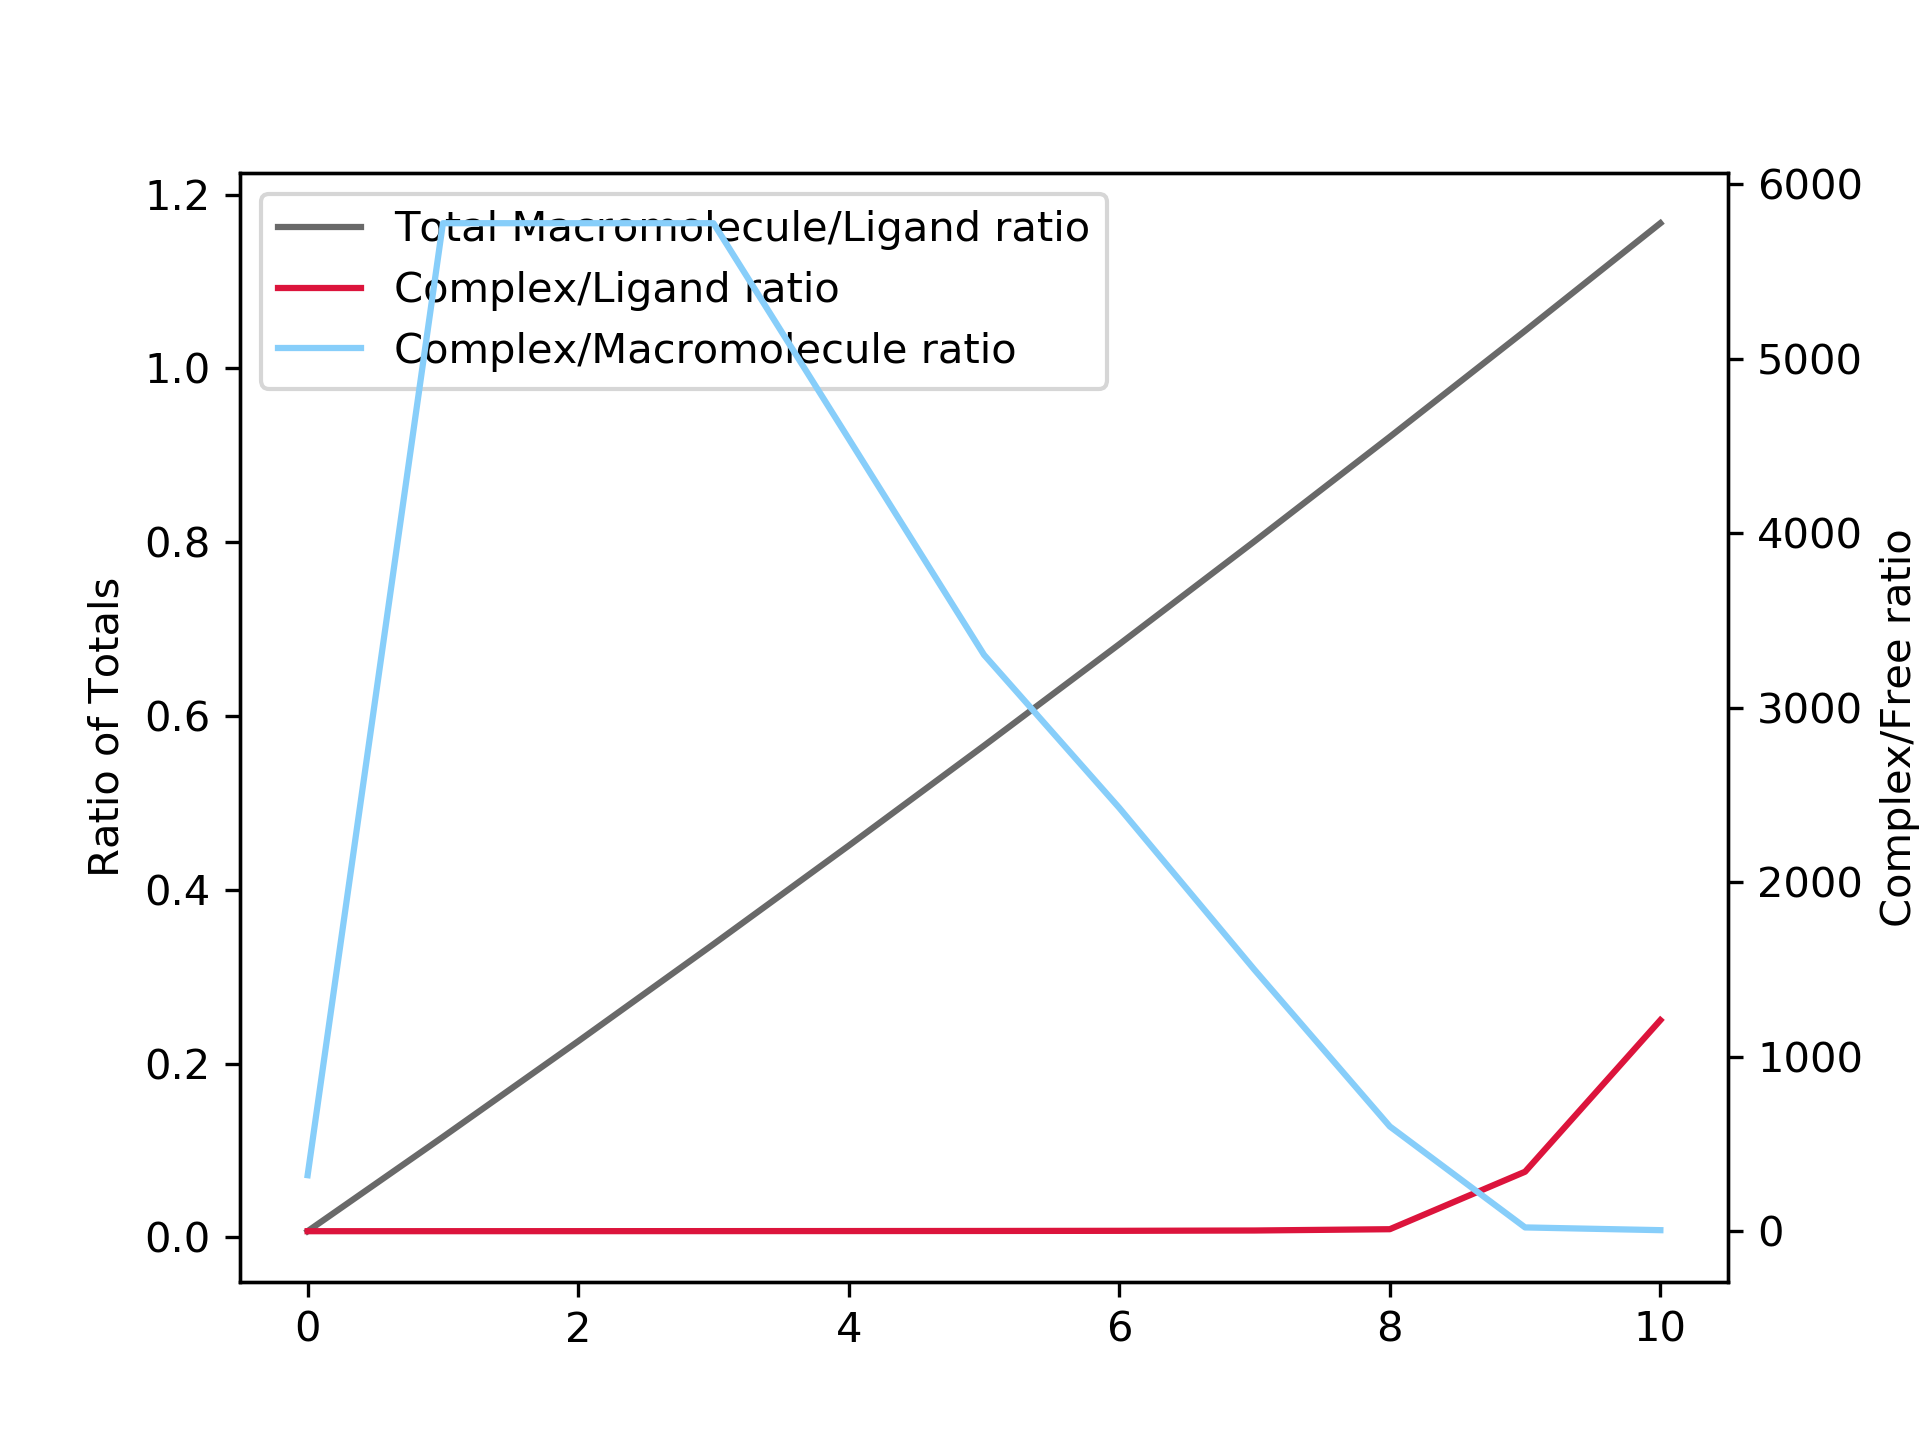 Total Macromolecule/Ligand ratio
Complex/Ligand ratio
Complex/Macromolecule ratio
Ratio of Totals
1.2
1.0
0.8
0.6
0.4
0.2
0.0
6000
5000
4000
3000
2000
1000
0
Complex/Free ratio
0 2 4 6 8 10